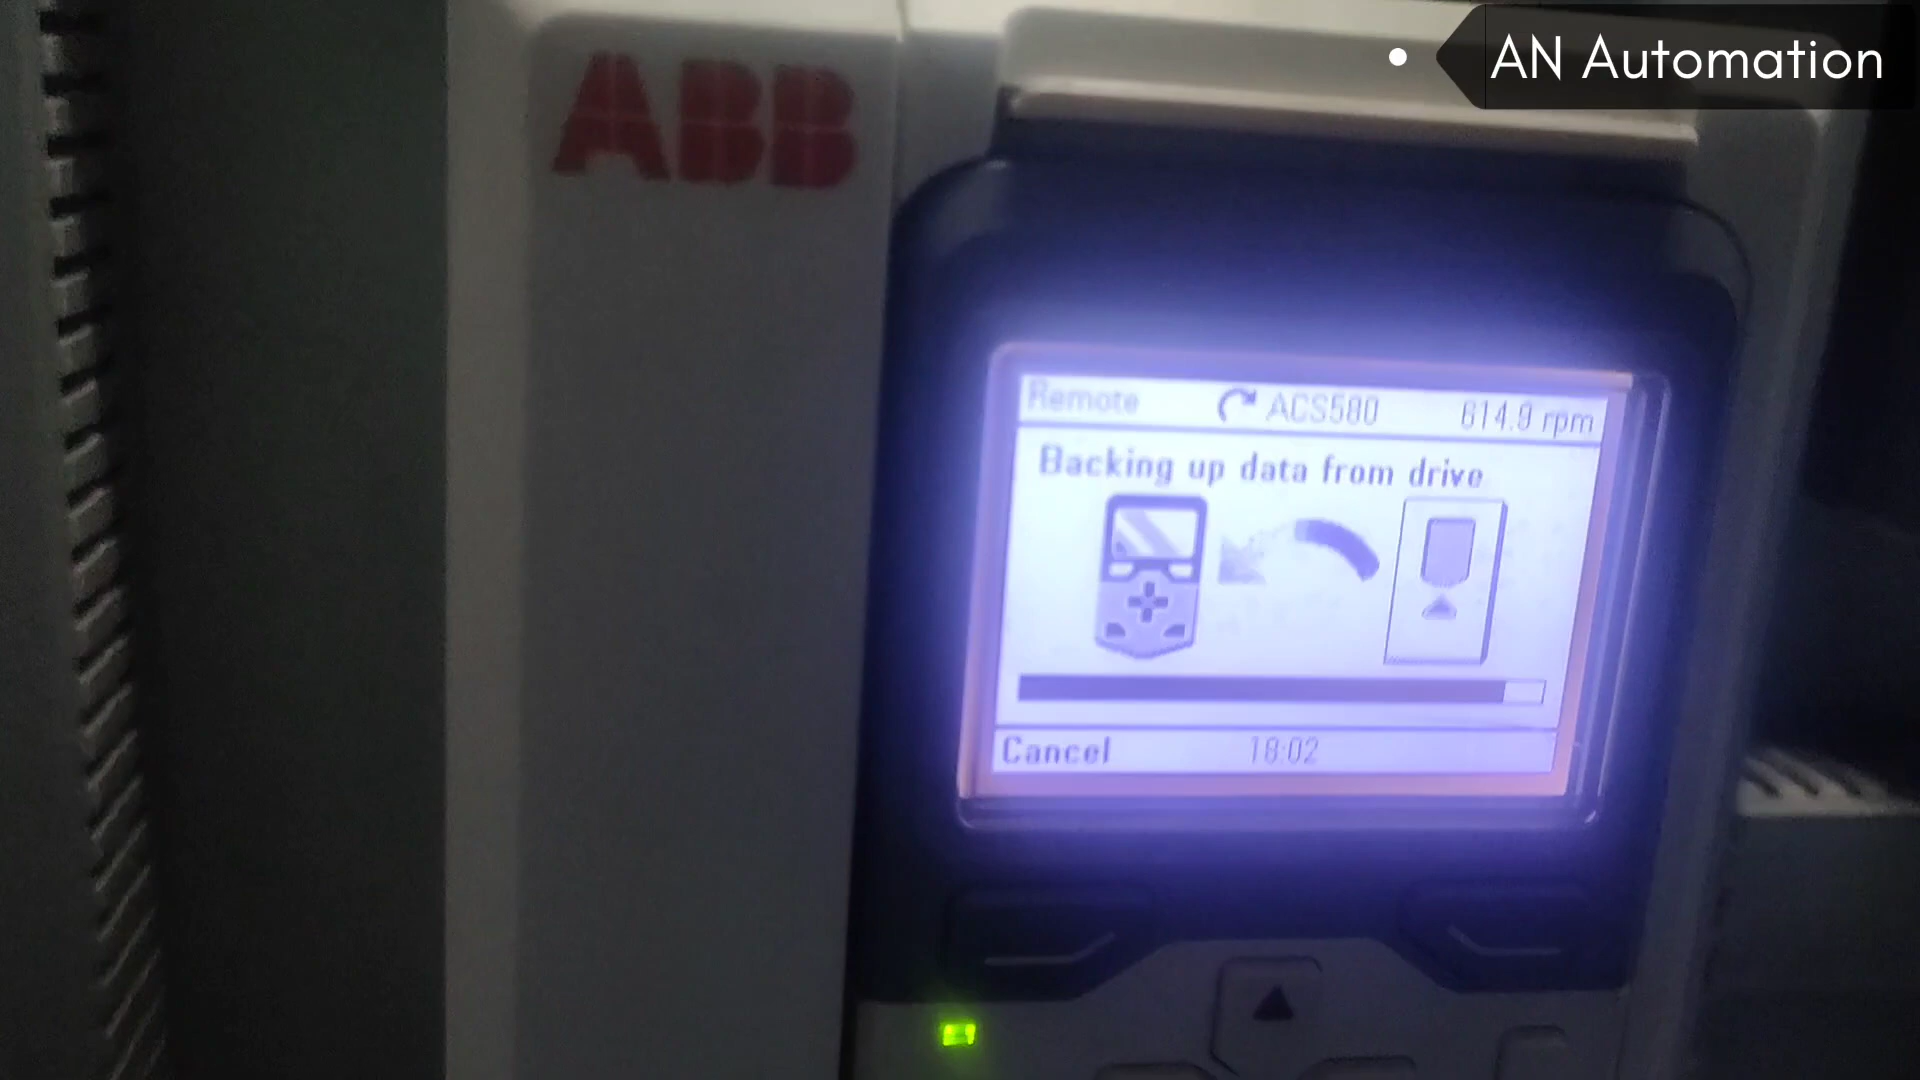 AN Automation
ABB
Remote ACS580 614.9 rpm
Backing up data from drive
Cancel 18:02